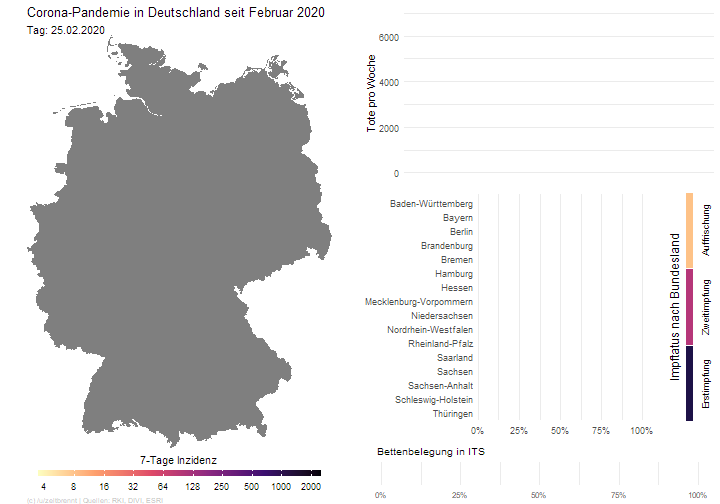 Corona-Pandemie in Deutschland seit Februar 2020
Tag: 25.02.2020
7-Tage Inzidenz
4 8 16 32 64 128 250 500 1000 2000
(c) /u/zeitbrennt | Quellen: RKI, DIVI, ESRI
Tote pro Woche
6000
4000
2000
0
Baden-Württemberg
Bayern
Berlin
Brandenburg
Bremen
Hamburg
Hessen
Mecklenburg-Vorpommern
Niedersachsen
Nordrhein-Westfalen
Rheinland-Pfalz
Saarland
Sachsen
Sachsen-Anhalt
Schleswig-Holstein
Thüringen
0% 25% 50% 75% 100%
Impfstatus nach Bundesland
Auffrischung
Zweitimpfung
Erstimpfung
Bettenbelegung in ITS
0% 25% 50% 75% 100%